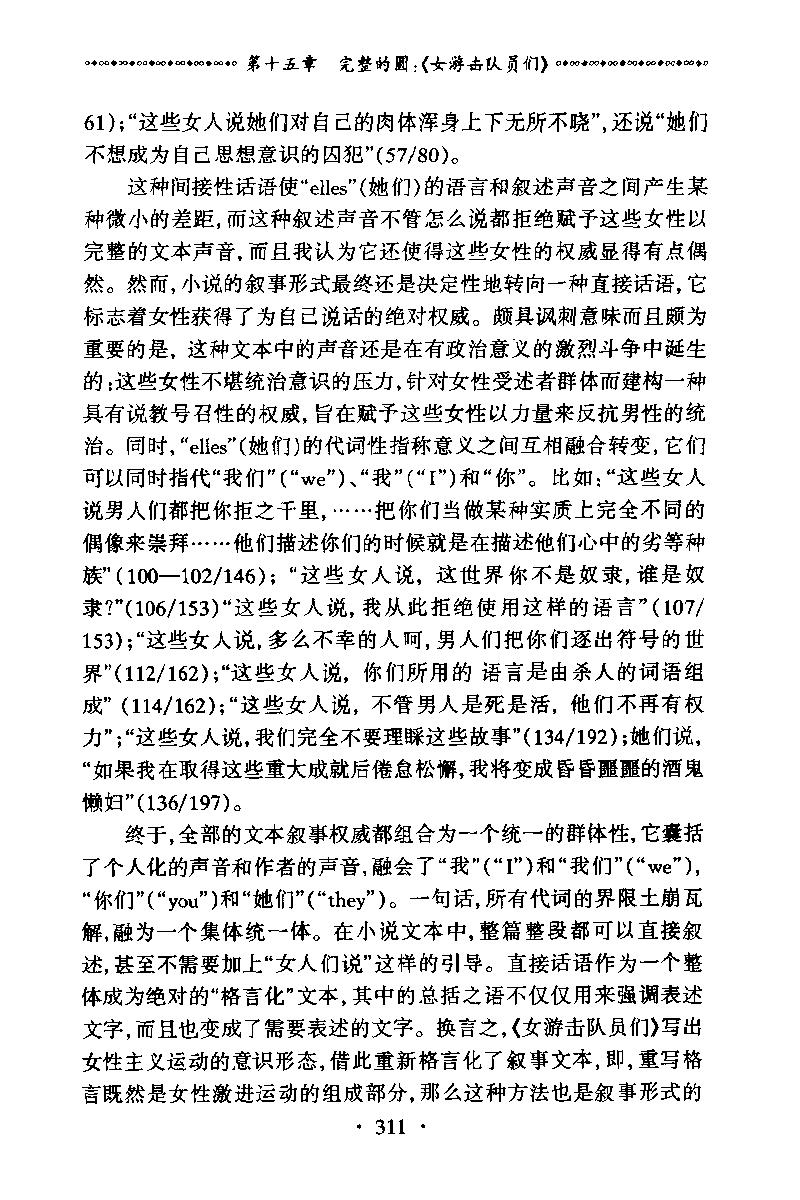 第十五章 完整的圆:《女游击队员们》
61);“这些女人说她们对自己的肉体浑身上下无所不晓”,还说“她们
不想成为自己思想意识的囚犯”(57/80)。
这种间接性话语使“elles”(她们)的语言和叙述声音之间产生某
种微小的差距,而这种叙述声音不管怎么说都拒绝赋予这些女性以
完整的文本声音,而且我认为它还使得这些女性的权威显得有点偶
然。然而,小说的叙事形式最终还是决定性地转向一种直接话语,它
标志着女性获得了为自己说话的绝对权威。颇具讽刺意味而且颇为
重要的是, 这种文本中的声音还是在有政治意义的激烈斗争中诞生
的:这些女性不堪统治意识的压力,针对女性受述者群体而建构一种
具有说教号召性的权威,旨在赋予这些女性以力量来反抗男性的统
治。同时,“elles”(她们)的代词性指称意义之间互相融合转变,它们
可以同时指代“我们”(“we”)、“我”(“I”)和“你”。比如:“这些女人
说男人们都把你拒之千里,……把你们当做某种实质上完全不同的
偶像来崇拜……他们描述你们的时候就是在描述他们心中的劣等种
族”(100—102/146); “这些女人说, 这世界你不是奴隶,谁是奴
隶?”(106/153)“这些女人说,我从此拒绝使用这样的语言”(107/
153);“这些女人说,多么不幸的人呵,男人们把你们逐出符号的世
界”(112/162);“这些女人说, 你们所用的 语言是由杀人的词语组
成” (114/162);“这些女人说, 不管男人是死是活, 他们不再有权
力”;“这些女人说,我们完全不要理睬这些故事”(134/192);她们说,
“如果我在取得这些重大成就后倦怠松懈,我将变成昏昏噩噩的酒鬼
懒妇”(136/197)。
终于,全部的文本叙事权威都组合为一个统一的群体性,它囊括
了个人化的声音和作者的声音,融会了“我”(“I”)和“我们”(“we”),
“你们”(“you”)和“她们”(“they”)。一句话,所有代词的界限土崩瓦
解,融为一个集体统一体。在小说文本中,整篇整段都可以直接叙
述,甚至不需要加上“女人们说”这样的引导。直接话语作为一个整
体成为绝对的“格言化”文本,其中的总括之语不仅仅用来强调表述
文字,而且也变成了需要表述的文字。换言之,《女游击队员们》写出
女性主义运动的意识形态,借此重新格言化了叙事文本,即,重写格
言既然是女性激进运动的组成部分,那么这种方法也是叙事形式的
· 311 ·